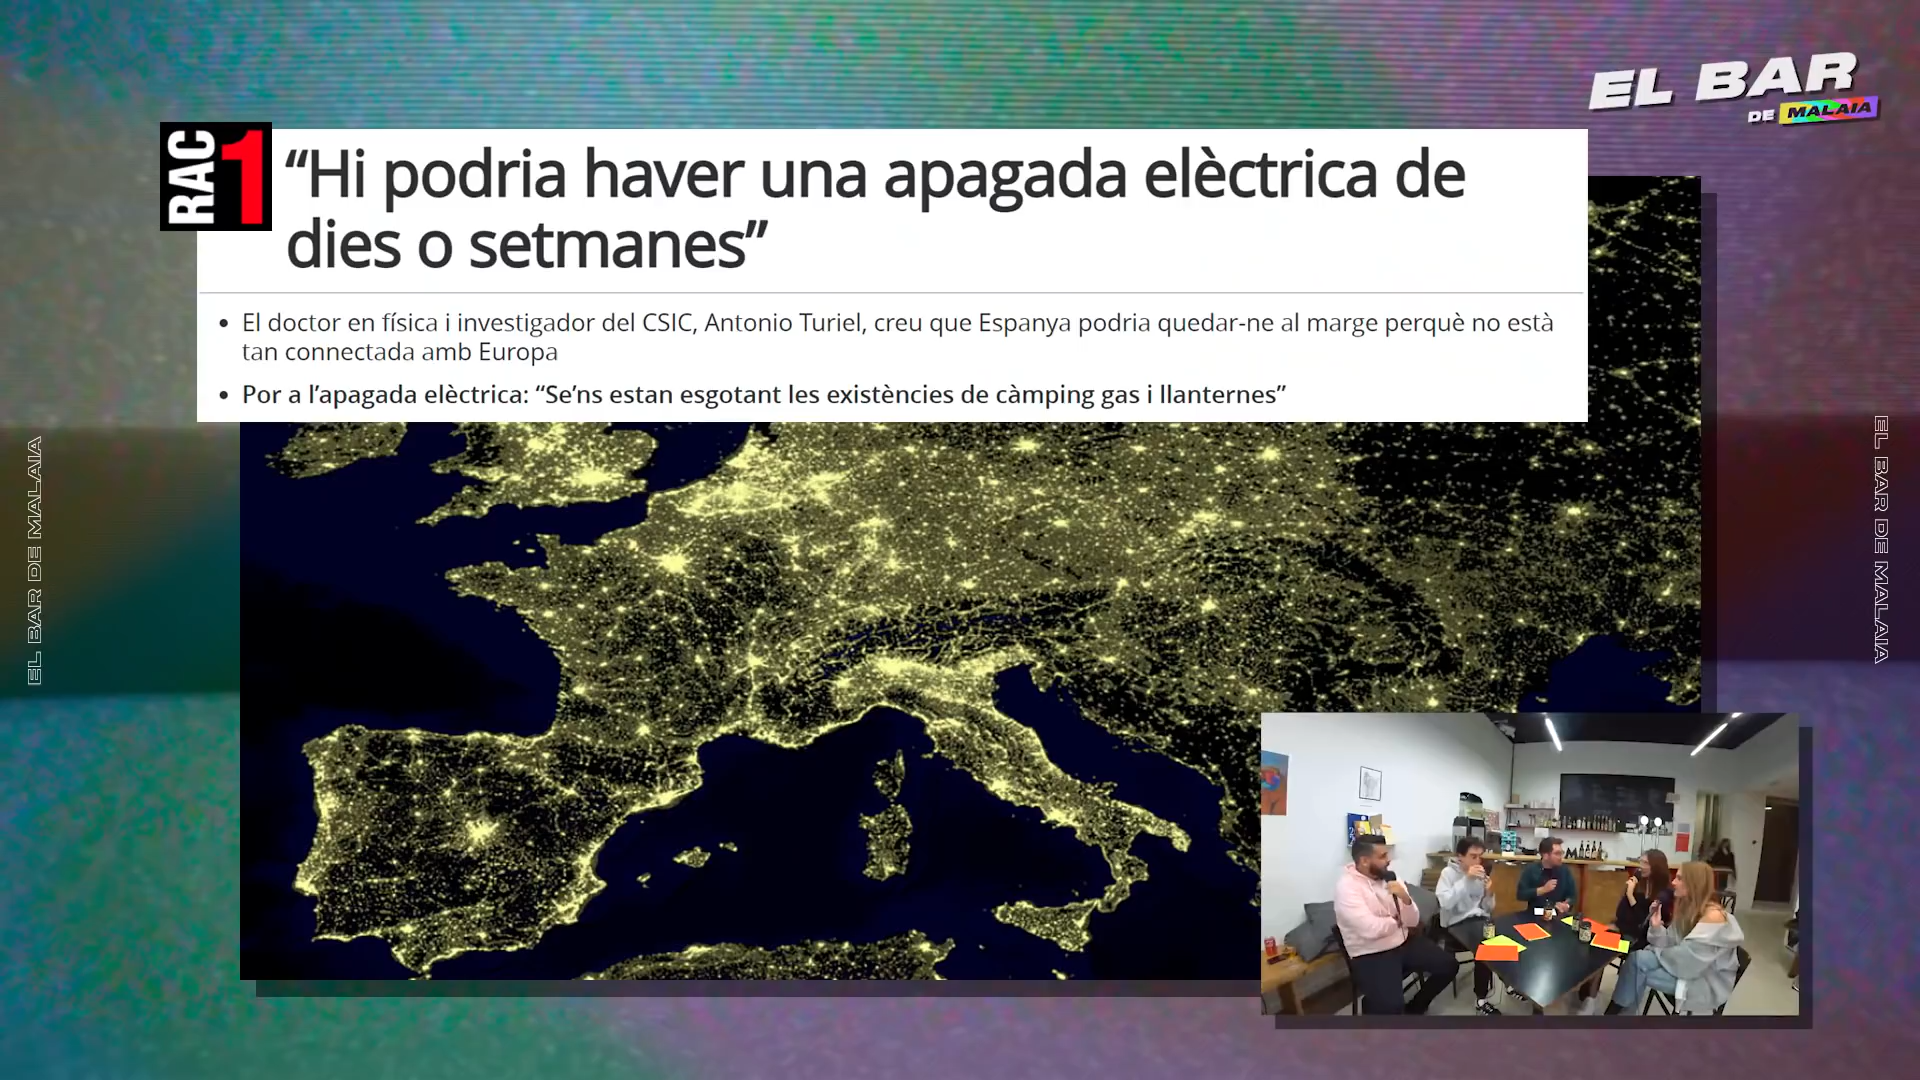 EL BAR
DE MALAIA
RAC1
“Hi podria haver una apagada elèctrica de
dies o setmanes”
• El doctor en física i investigador del CSIC, Antonio Turiel, creu que Espanya podria quedar-ne al marge perquè no està
tan connectada amb Europa
• Por a l’apagada elèctrica: “Se’ns estan esgotant les existències de càmping gas i llanternes”
EL BAR DE MALAIA
EL BAR DE MALAIA